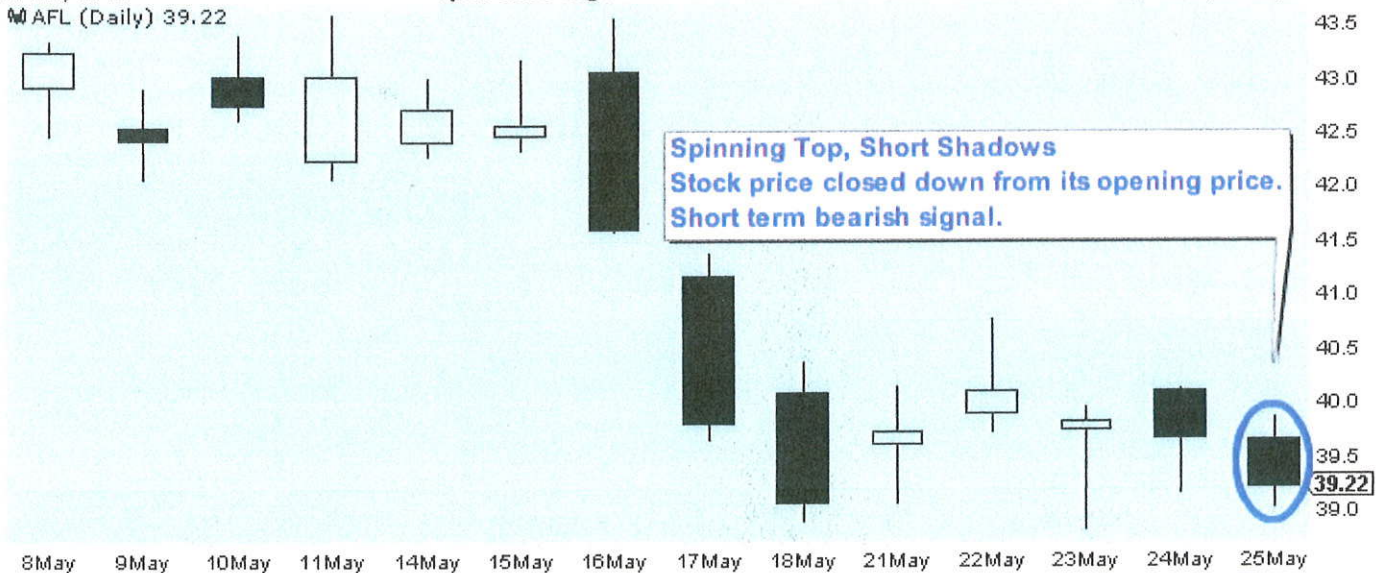 AFL (Daily) 39.22
43.5
43.0
42.5
42.0
41.5
41.0
40.5
40.0
39.5
39.22
39.0
Spinning Top, Short Shadows
Stock price closed down from its opening price.
Short term bearish signal.
8May 9May 10May 11May 14May 15May 16May 17May 18May 21May 22May 23May 24May 25May